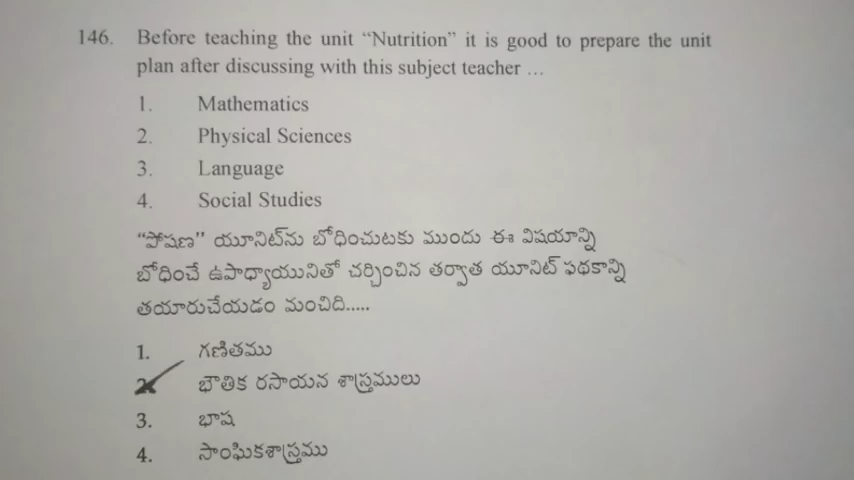 146. Before teaching the unit “Nutrition” it is good to prepare the unit
plan after discussing with this subject teacher ...
1. Mathematics
2. Physical Sciences
3. Language
4. Social Studies
“పోషణ” యూనిట్‌ను బోధించుటకు ముందు ఈ విషయాన్ని
బోధించే ఉపాధ్యాయునితో చర్చించిన తర్వాత యూనిట్ పథకాన్ని
తయారుచేయడం మంచిది.....
1. గణితము
2. భౌతిక రసాయన శాస్త్రములు
3. భాష
4. సాంఘికశాస్త్రము